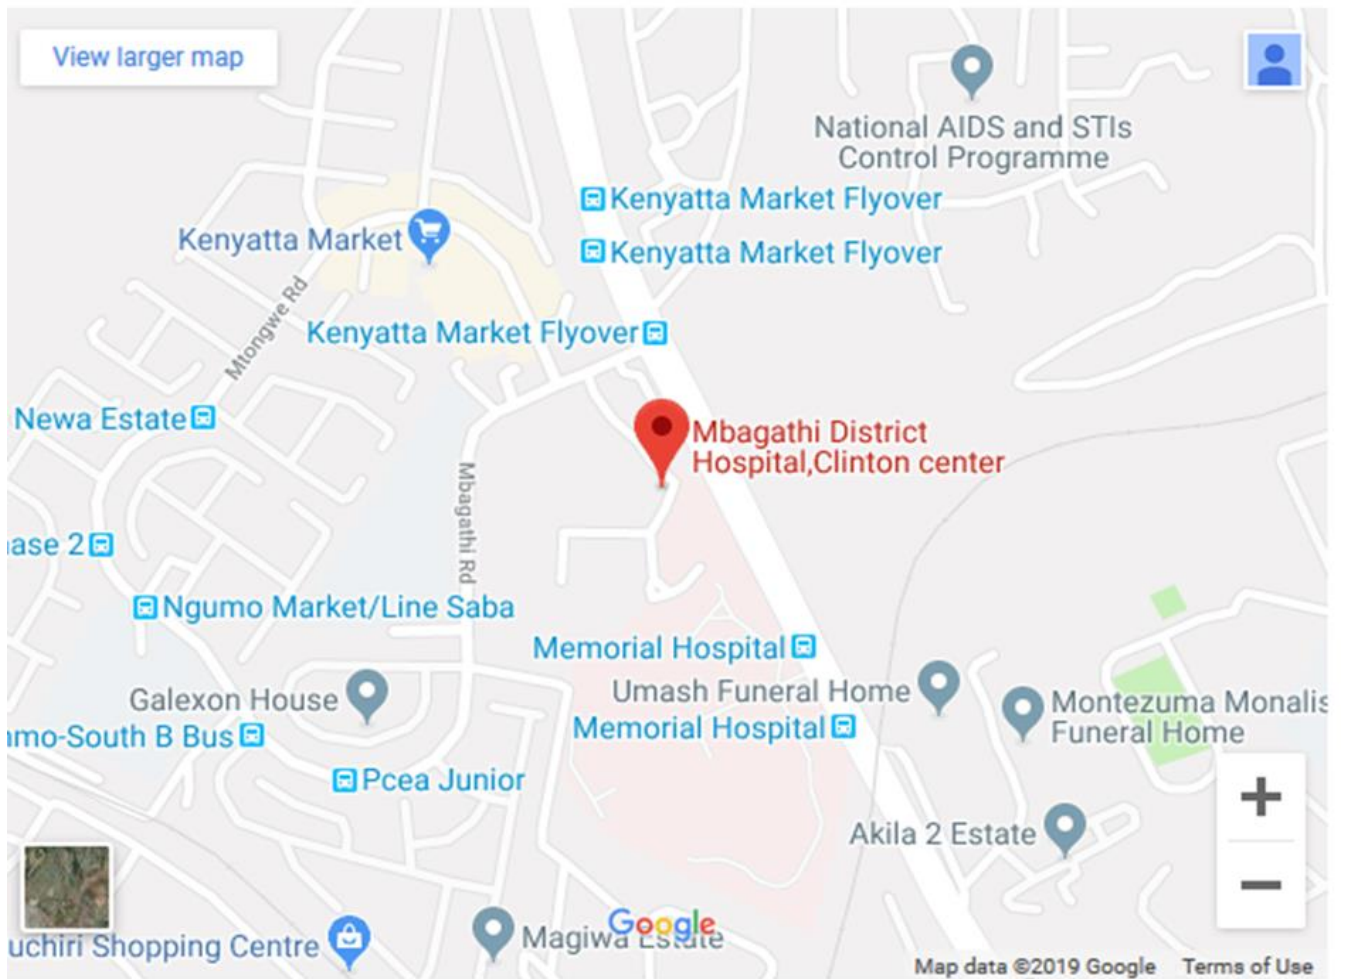 View larger map
National AIDS and STIs
Control Programme
Kenyatta Market Flyover
Kenyatta Market
Kenyatta Market Flyover
Mtongwe Rd
Kenyatta Market Flyover
Newa Estate
Mbagathi District
Hospital,Clinton center
Mbagathi Rd
ase 2
Ngumo Market/Line Saba
Memorial Hospital
Galexon House
Umash Funeral Home
Montezuma Monalis
Funeral Home
mo-South B Bus
Memorial Hospital
Pcea Junior
+
Akila 2 Estate
−
uchiri Shopping Centre
Magiwa Estate
Google
Map data ©2019 Google Terms of Use